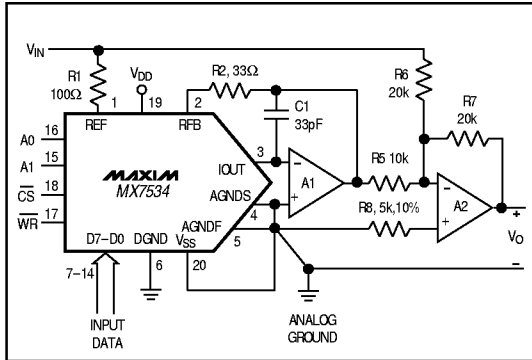 VIN
R1
100Ω
VDD
R2, 33Ω
R6
20k
R7
20k
1
19
2
C1
33pF
REF
RFB
A0
16
A1
15
CS
18
WR
17
MAXIM
MX7534
IOUT
3
AGNDS
4
AGNDF
5
A1
R5 10k
R8, 5k,10%
A2
VO
+
−
D7–D0
DGND
VSS
7–14
6
20
INPUT
DATA
ANALOG
GROUND